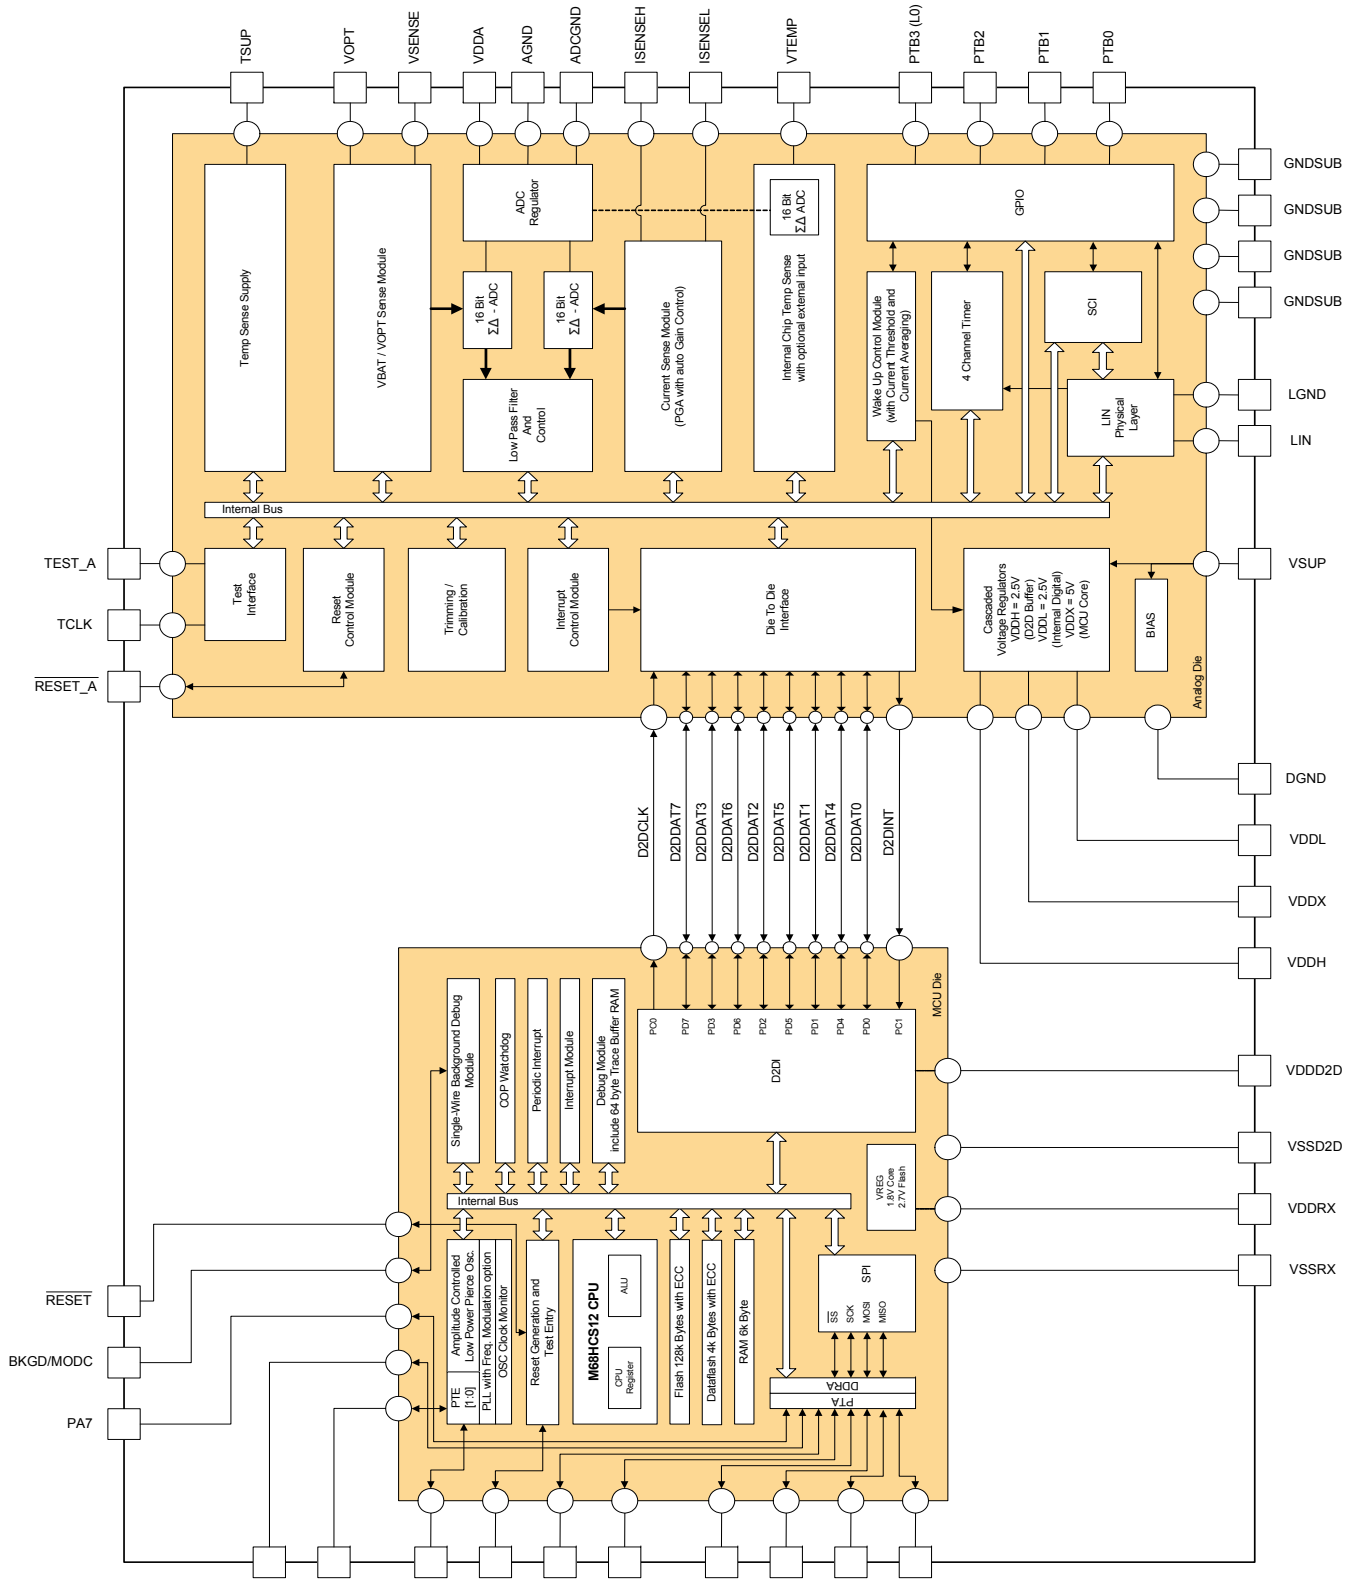 TSUP
VOPT
VSENSE
VDDA
AGND
ADCGND
ISENSEH
ISENSEL
VTEMP
PTB3 (L0)
PTB2
PTB1
PTB0
GNDSUB
GNDSUB
GNDSUB
GNDSUB
LGND
LIN
VSUP
Temp Sense Supply
VBAT / VOPT Sense Module
ADC
Regulator
16 Bit
ΣΔ - ADC
16 Bit
ΣΔ - ADC
Low Pass Filter
And
Control
Current Sense Module
(PGA with auto Gain Control)
16 Bit
ΣΔ ADC
Internal Chip Temp Sense
with optional external input
GPIO
Wake Up Control Module
(with Current Threshold and
Current Averaging)
4 Channel Timer
SCI
LIN
Physical
Layer
Internal Bus
TEST_A
TCLK
RESET_A
Test
Interface
Reset
Control Module
Trimming /
Calibration
Interrupt
Control Module
Die To Die
Interface
Cascaded
Voltage Regulators
VDDH = 2.5V
(D2D Buffer)
VDDL = 2.5V
(Internal Digital)
VDDX = 5V
(MCU Core)
BIAS
Analog Die
D2DCLK
D2DDAT7
D2DDAT3
D2DDAT6
D2DDAT2
D2DDAT5
D2DDAT1
D2DDAT4
D2DDAT0
D2DINT
DGND
VDDL
VDDX
VDDH
MCU Die
Single-Wire Background Debug
Module
COP Watchdog
Periodic Interrupt
Interrupt Module
Debug Module
include 64 byte Trace Buffer RAM
PC0
PD7
PD3
PD6
PD2
PD5
PD1
PD4
PD0
PC1
D2DI
VDDD2D
VSSD2D
VDDRX
VSSRX
VREG
1.8V Core
2.7V Flash
Internal Bus
RESET
BKGD/MODC
PA7
Amplitude Controlled
Low Power Pierce Osc.
PTE
[1:0]
PLL with Freq. Modulation option
OSC Clock Monitor
Reset Generation and
Test Entry
M68HCS12 CPU
ALU
CPU
Register
Flash 128k Bytes with ECC
Dataflash 4k Bytes with ECC
RAM 6k Byte
SPI
SS
SCK
MOSI
MISO
DDRA
PTA